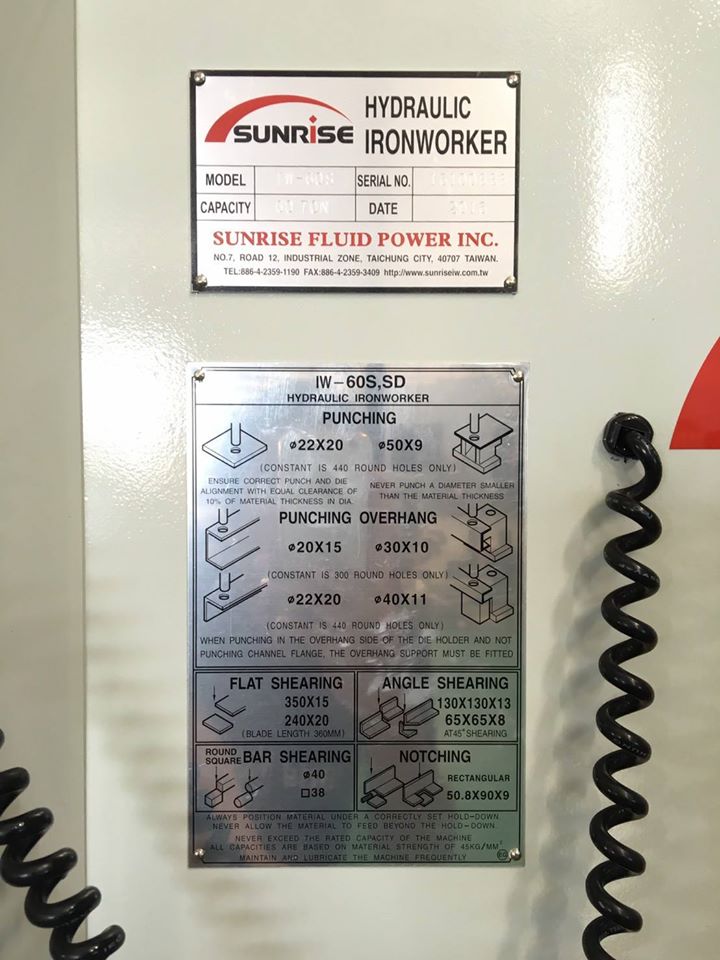 SUNRISE
HYDRAULIC
IRONWORKER
MODEL IW-60S SERIAL NO.
CAPACITY 60 TON DATE
SUNRISE FLUID POWER INC.
NO.7, ROAD 12, INDUSTRIAL ZONE, TAICHUNG CITY, 40707 TAIWAN.
TEL:886-4-2359-1190 FAX:886-4-2359-3409 http://www.sunriseiw.com.tw
IW-60S,SD
HYDRAULIC IRONWORKER
PUNCHING
ø22X20 ø50X9
(CONSTANT IS 440 ROUND HOLES ONLY)
ENSURE CORRECT PUNCH AND DIE
ALIGNMENT WITH EQUAL CLEARANCE OF
10% OF MATERIAL THICKNESS IN DIA.
NEVER PUNCH A DIAMETER SMALLER
THAN THE MATERIAL THICKNESS
PUNCHING OVERHANG
ø20X15 ø30X10
(CONSTANT IS 300 ROUND HOLES ONLY)
ø22X20 ø40X11
(CONSTANT IS 440 ROUND HOLES ONLY)
WHEN PUNCHING IN THE OVERHANG SIDE OF THE DIE HOLDER AND NOT
PUNCHING CHANNEL FLANGE, THE OVERHANG SUPPORT MUST BE FITTED
FLAT SHEARING
350X15
240X20
(BLADE LENGTH 360MM)
ANGLE SHEARING
130X130X13
65X65X8
AT45° SHEARING
ROUND
SQUARE BAR SHEARING
ø40
□38
NOTCHING
RECTANGULAR
50.8X90X9
ALWAYS POSITION MATERIAL UNDER A CORRECTLY SET HOLD-DOWN
NEVER ALLOW THE MATERIAL TO FEED BEYOND THE HOLD-DOWN.
NEVER EXCEED THE RATED CAPACITY OF THE MACHINE
ALL CAPACITIES ARE BASED ON MATERIAL STRENGTH OF 45KG/MM²
MAINTAIN AND LUBRICATE THE MACHINE FREQUENTLY